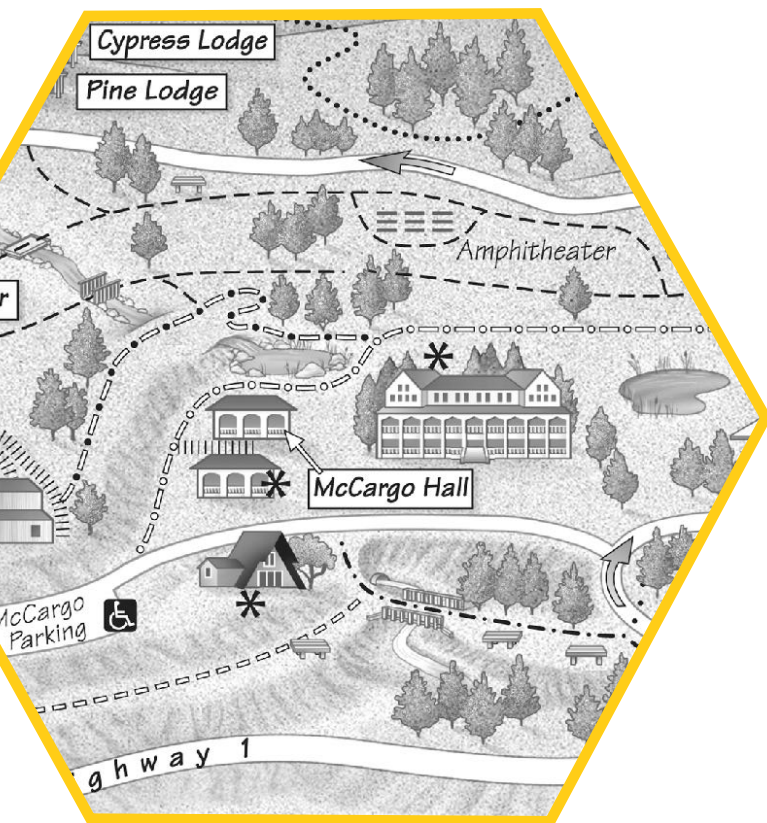 Cypress Lodge
Pine Lodge
Amphitheater
r
McCargo Hall
McCargo
Parking
ghway 1